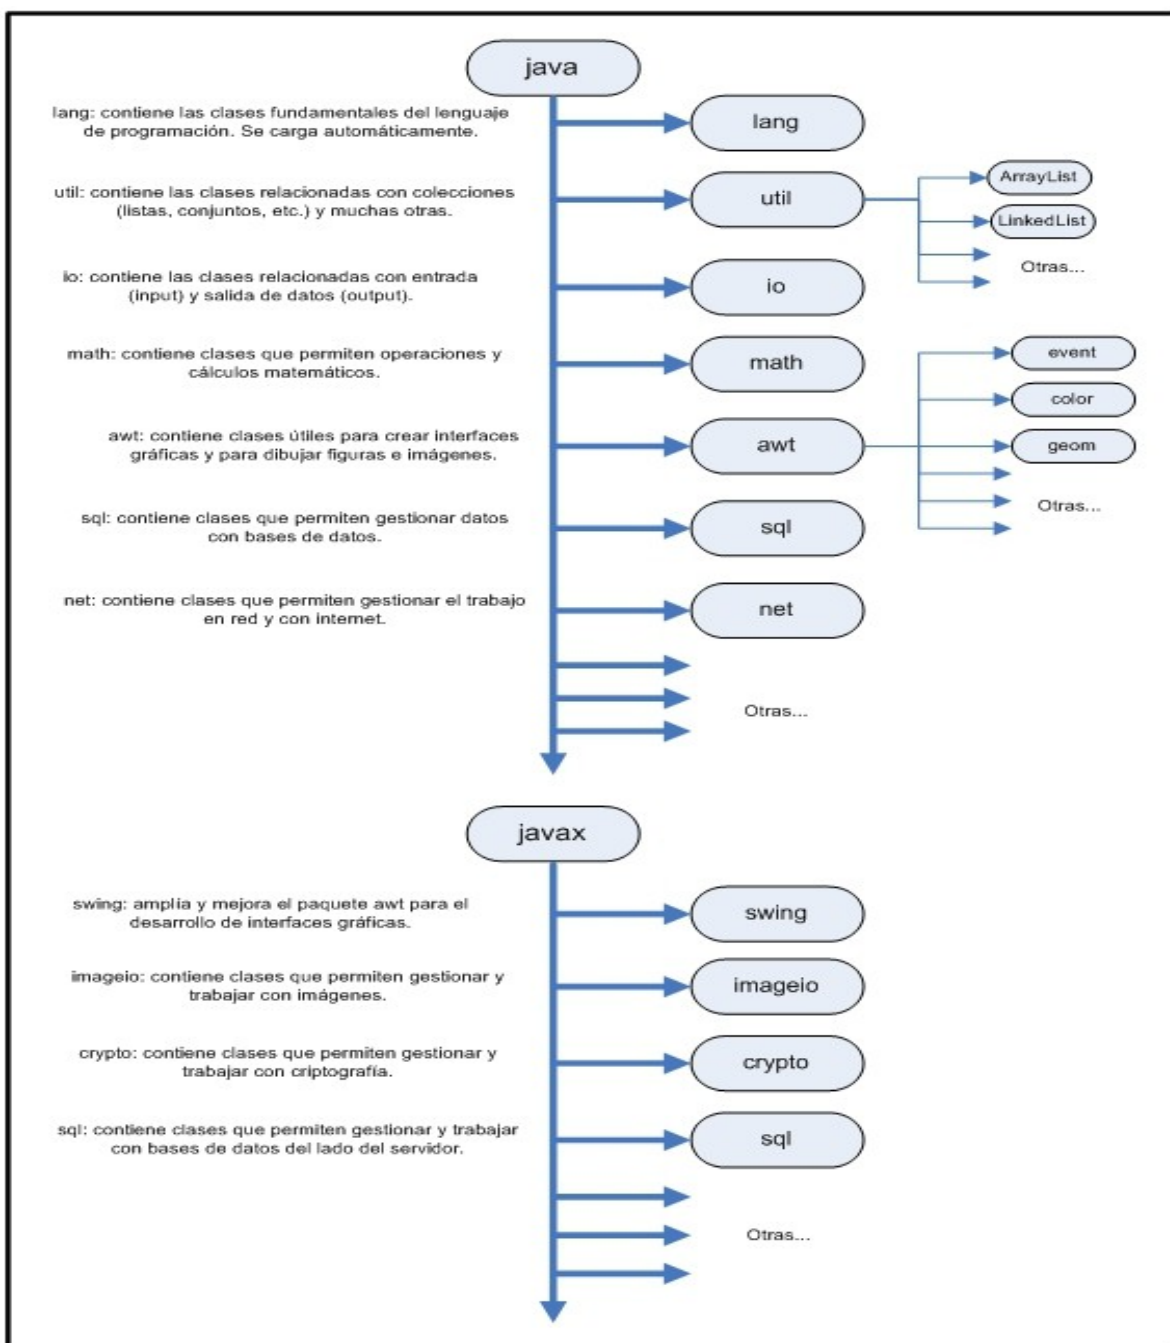 java
lang: contiene las clases fundamentales del lenguaje
de programación. Se carga automáticamente.
lang
util: contiene las clases relacionadas con colecciones
(listas, conjuntos, etc.) y muchas otras.
util
ArrayList
LinkedList
Otras...
io: contiene las clases relacionadas con entrada
(input) y salida de datos (output).
io
math: contiene clases que permiten operaciones y
cálculos matemáticos.
math
awt: contiene clases útiles para crear interfaces
gráficas y para dibujar figuras e imágenes.
awt
event
color
geom
Otras...
sql: contiene clases que permiten gestionar datos
con bases de datos.
sql
net: contiene clases que permiten gestionar el trabajo
en red y con internet.
net
Otras...
javax
swing: amplia y mejora el paquete awt para el
desarrollo de interfaces gráficas.
swing
imageio: contiene clases que permiten gestionar y
trabajar con imágenes.
imageio
crypto: contiene clases que permiten gestionar y
trabajar con criptografía.
crypto
sql: contiene clases que permiten gestionar y trabajar
con bases de datos del lado del servidor.
sql
Otras...